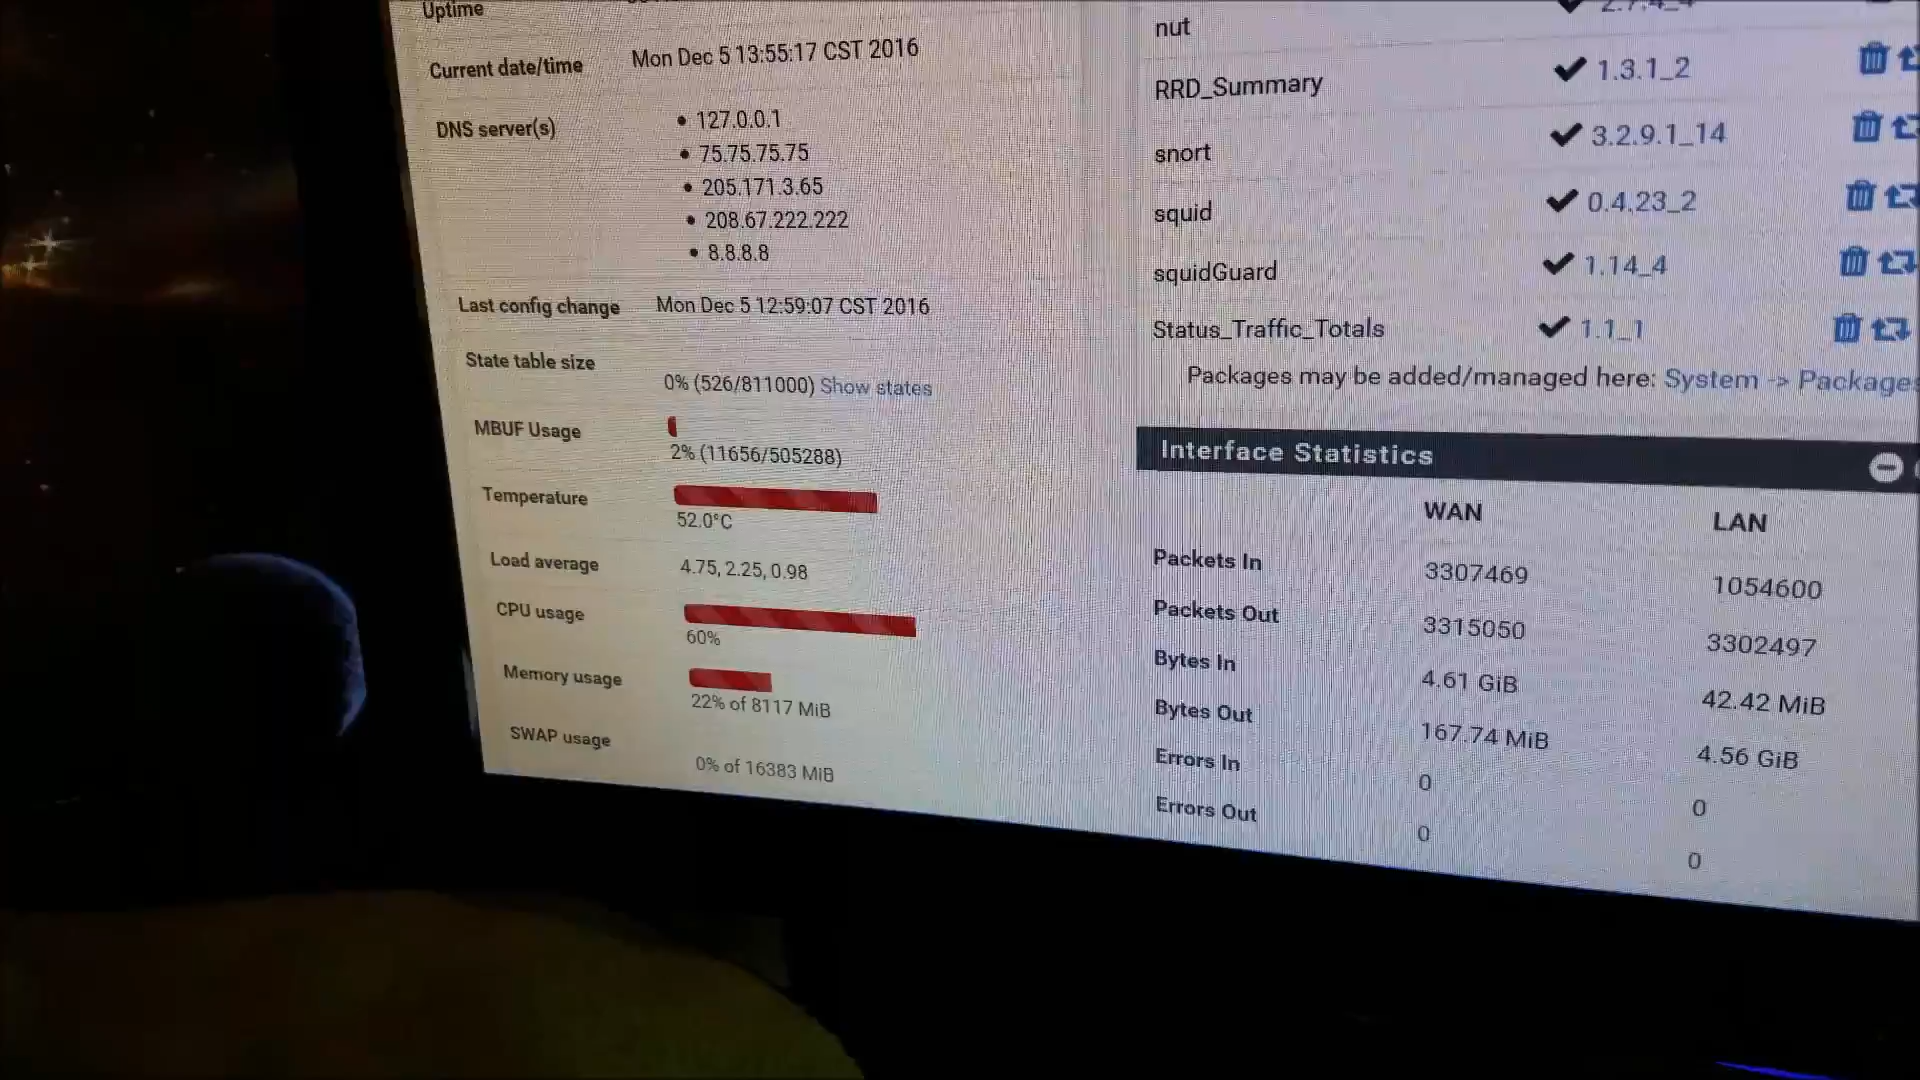 Uptime
Current date/time Mon Dec 5 13:55:17 CST 2016
DNS server(s)
• 127.0.0.1
• 75.75.75.75
• 205.171.3.65
• 208.67.222.222
• 8.8.8.8
Last config change Mon Dec 5 12:59:07 CST 2016
State table size
0% (526/811000) Show states
MBUF Usage
2% (11656/505288)
Temperature
52.0°C
Load average 4.75, 2.25, 0.98
CPU usage
60%
Memory usage
22% of 8117 MiB
SWAP usage
0% of 16383 MiB
nut
RRD_Summary 1.3.1_2
snort 3.2.9.1_14
squid 0.4.23_2
squidGuard 1.14_4
Status_Traffic_Totals 1.1_1
Packages may be added/managed here: System -> Packages
Interface Statistics
WAN LAN
Packets In 3307469 1054600
Packets Out 3315050 3302497
Bytes In 4.61 GiB 42.42 MiB
Bytes Out 167.74 MiB 4.56 GiB
Errors In 0 0
Errors Out 0 0